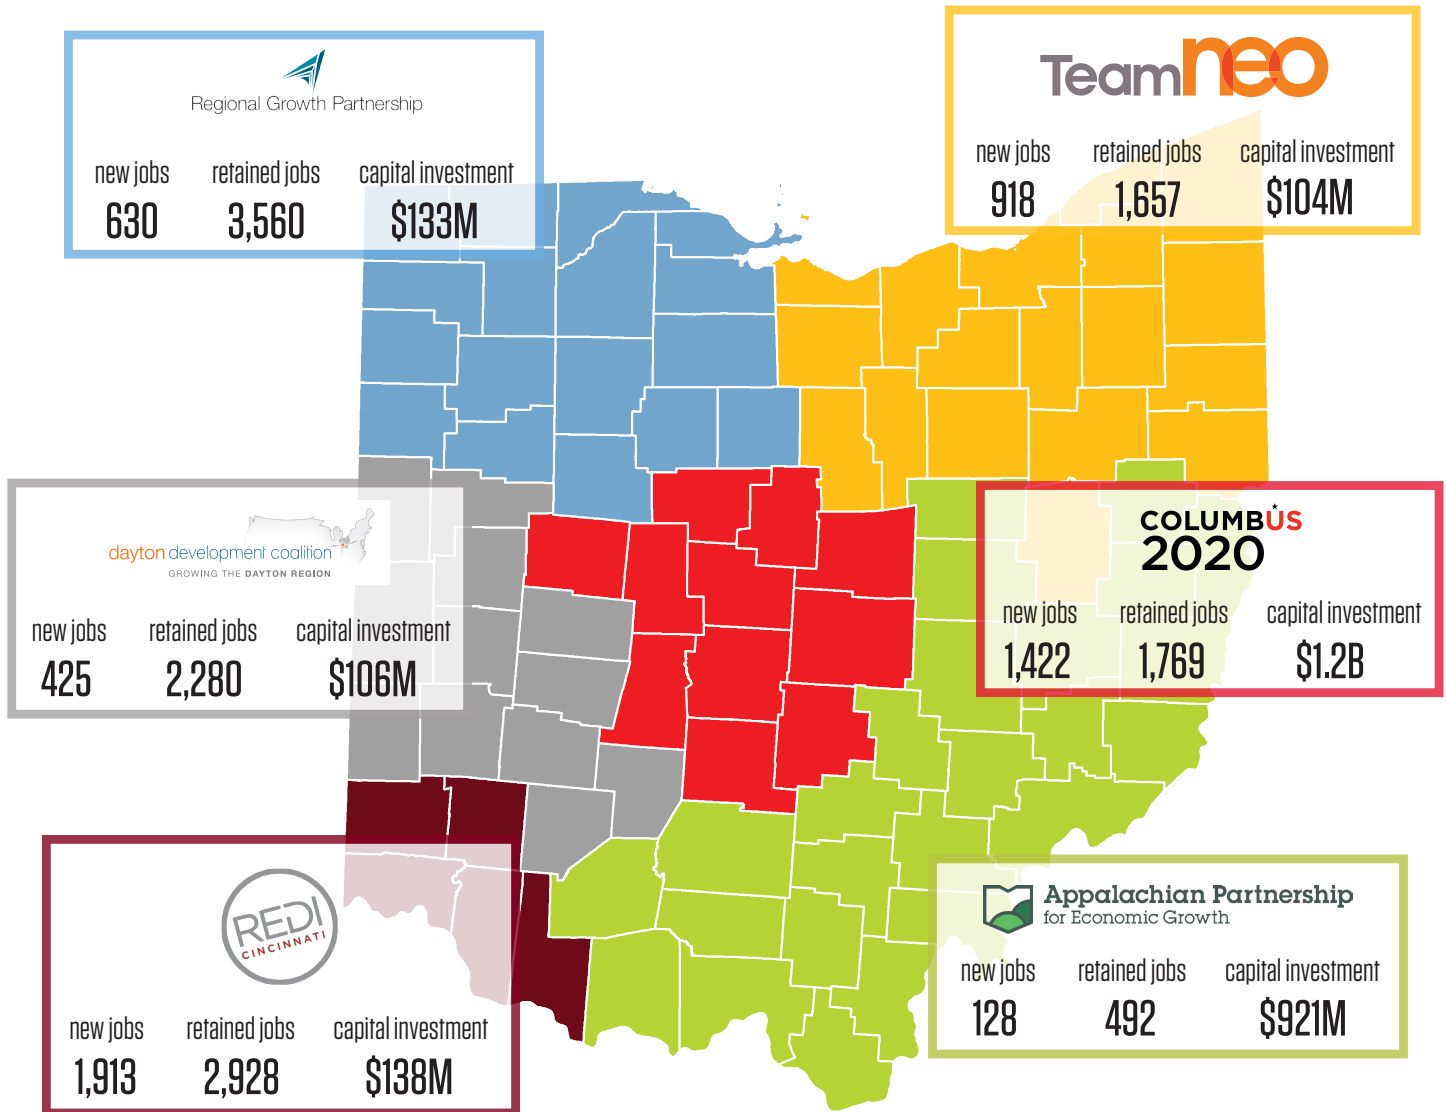 Regional Growth Partnership
new jobs retained jobs capital investment
630 3,560 $133M
Teamneo
new jobs retained jobs capital investment
918 1,657 $104M
dayton development coalition
GROWING THE DAYTON REGION
new jobs retained jobs capital investment
425 2,280 $106M
COLUMBUS
2020
new jobs retained jobs capital investment
1,422 1,769 $1.2B
REDI
CINCINNATI
new jobs retained jobs capital investment
1,913 2,928 $138M
Appalachian Partnership
for Economic Growth
new jobs retained jobs capital investment
128 492 $921M